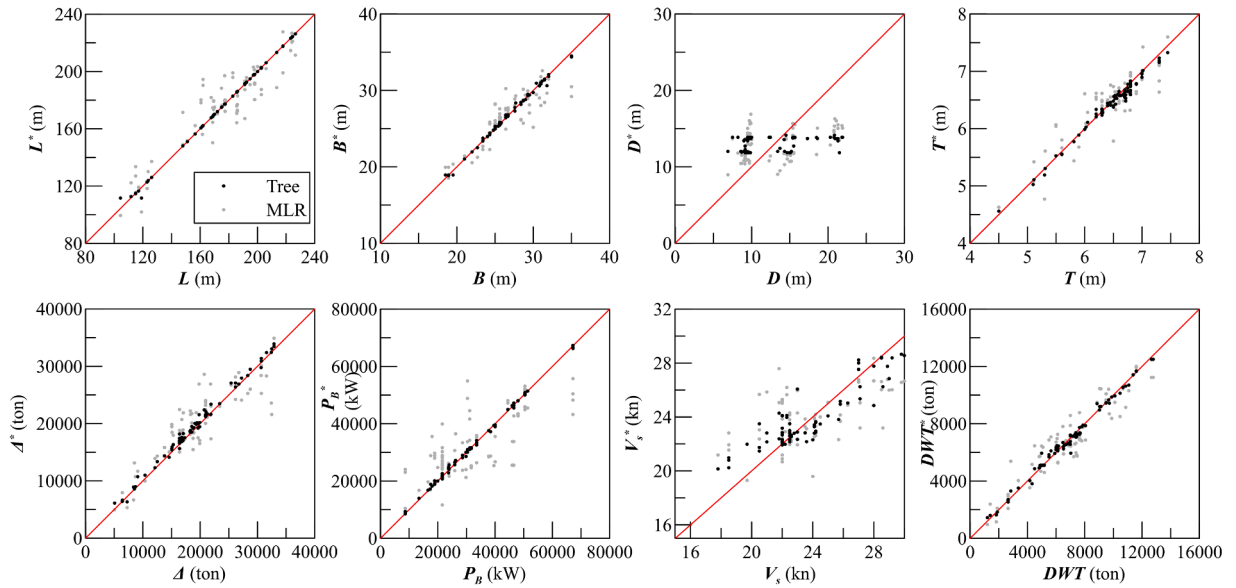 240
200
160
120
80
L* (m)
80 120 160 200 240
L (m)
Tree
MLR
40
30
20
10
B* (m)
10 20 30 40
B (m)
30
20
10
0
D* (m)
0 10 20 30
D (m)
8
7
6
5
4
T* (m)
4 5 6 7 8
T (m)
40000
30000
20000
10000
0
Δ* (ton)
0 10000 20000 30000 40000
Δ (ton)
80000
60000
40000
20000
0
P_B* (kW)
0 20000 40000 60000 80000
P_B (kW)
32
28
24
20
16
V_s* (kn)
16 20 24 28
V_s (kn)
16000
12000
8000
4000
0
DWT* (ton)
0 4000 8000 12000 16000
DWT (ton)